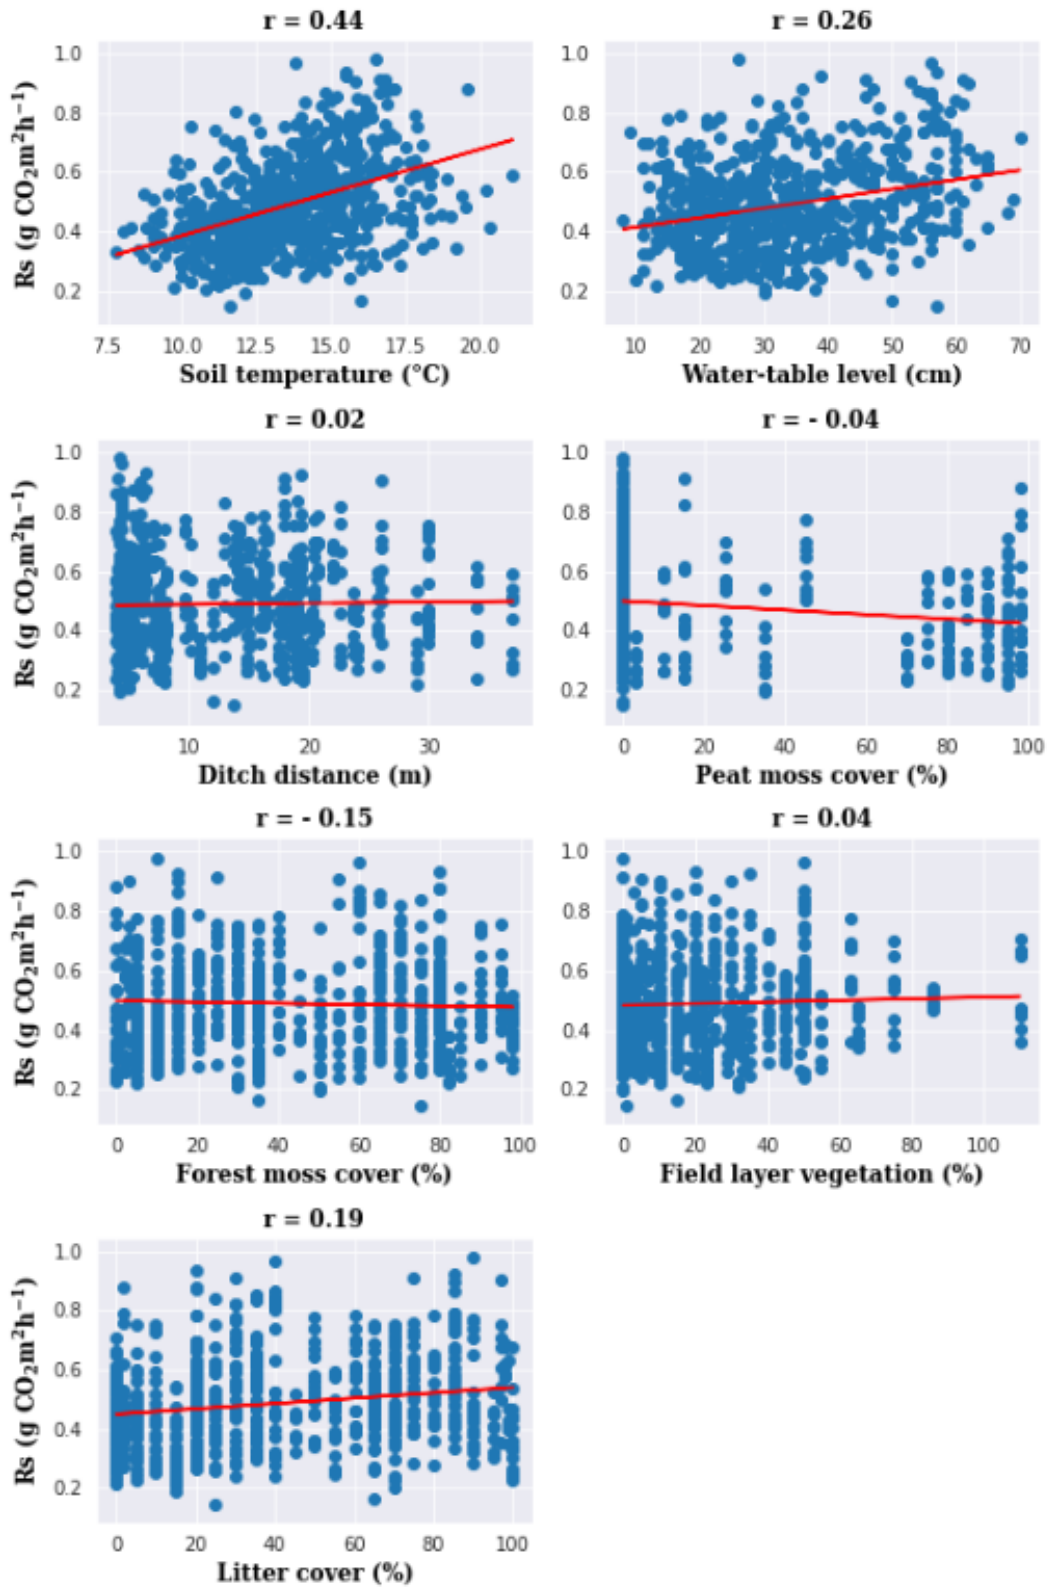 r = 0.44
1.0
0.8
0.6
0.4
0.2
Rs (g CO₂m²h⁻¹)
7.5 10.0 12.5 15.0 17.5 20.0
Soil temperature (°C)
r = 0.26
1.0
0.8
0.6
0.4
0.2
10 20 30 40 50 60 70
Water-table level (cm)
r = 0.02
1.0
0.8
0.6
0.4
0.2
Rs (g CO₂m²h⁻¹)
10 20 30
Ditch distance (m)
r = - 0.04
1.0
0.8
0.6
0.4
0.2
0 20 40 60 80 100
Peat moss cover (%)
r = - 0.15
1.0
0.8
0.6
0.4
0.2
Rs (g CO₂m²h⁻¹)
0 20 40 60 80 100
Forest moss cover (%)
r = 0.04
1.0
0.8
0.6
0.4
0.2
0 20 40 60 80 100
Field layer vegetation (%)
r = 0.19
1.0
0.8
0.6
0.4
0.2
Rs (g CO₂m²h⁻¹)
0 20 40 60 80 100
Litter cover (%)